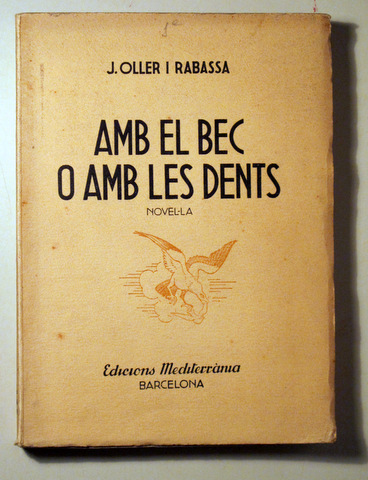 J. OLLER I RABASSA
AMB EL BEC
O AMB LES DENTS
NOVEL·LA
Edicions Mediterrània
BARCELONA